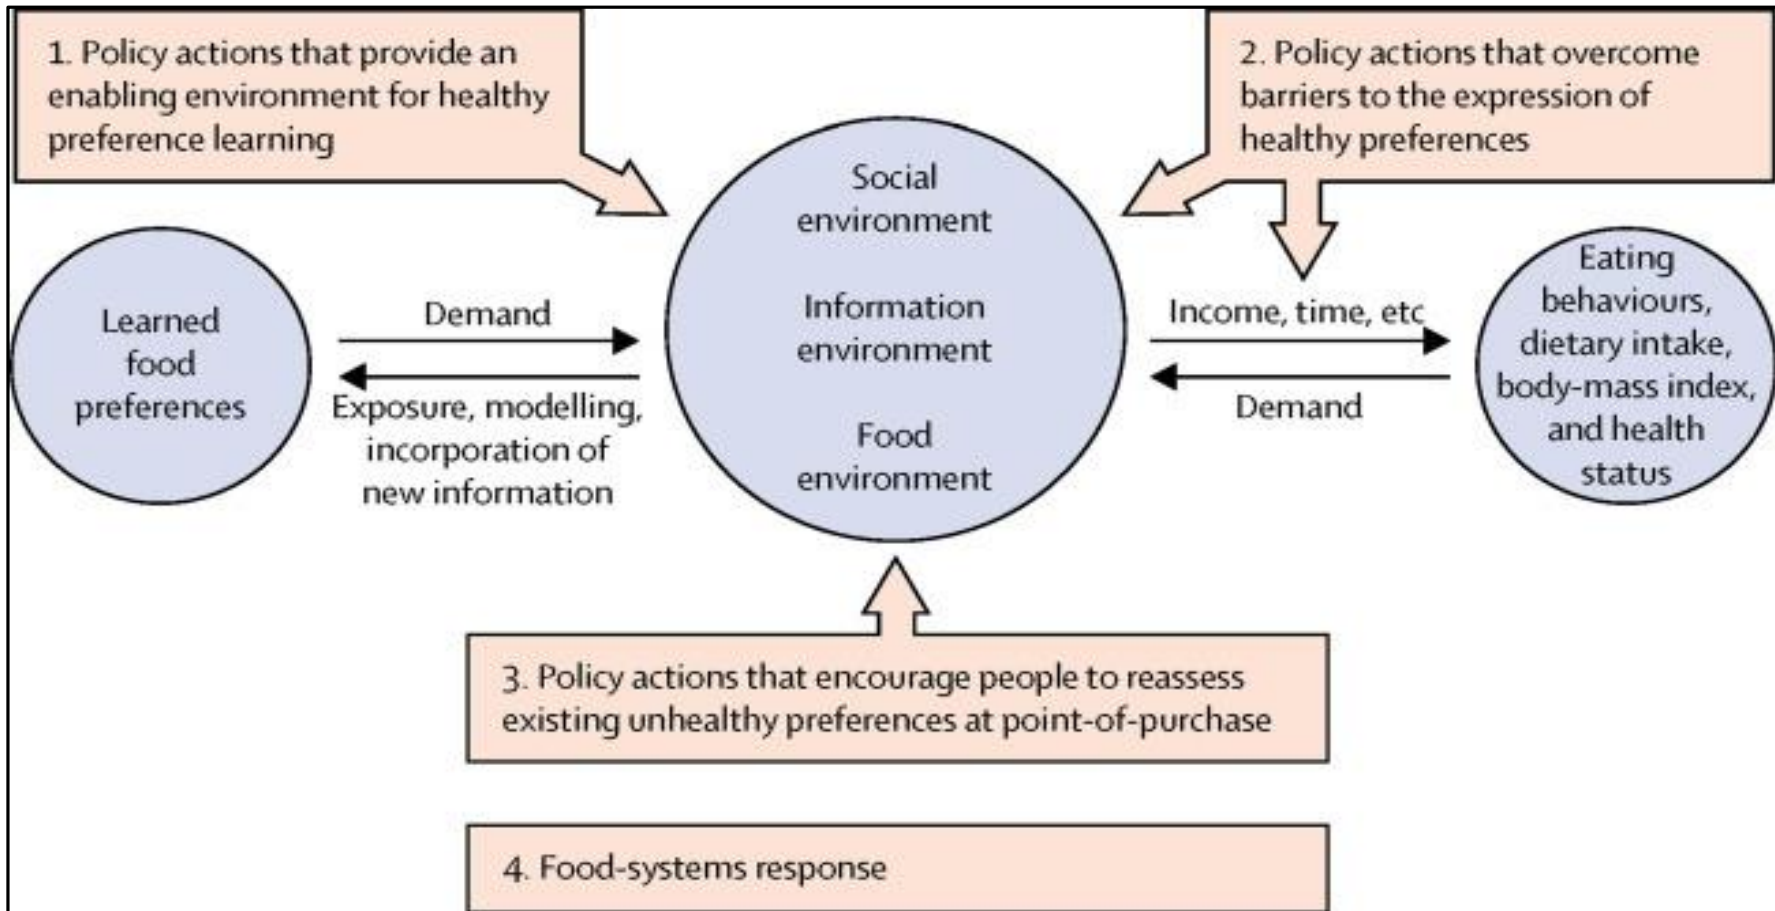 1. Policy actions that provide an
enabling environment for healthy
preference learning
2. Policy actions that overcome
barriers to the expression of
healthy preferences
Learned
food
preferences
Demand
Exposure, modelling,
incorporation of
new information
Social
environment
Information
environment
Food
environment
Income, time, etc
Demand
Eating
behaviours,
dietary intake,
body-mass index,
and health
status
3. Policy actions that encourage people to reassess
existing unhealthy preferences at point-of-purchase
4. Food-systems response